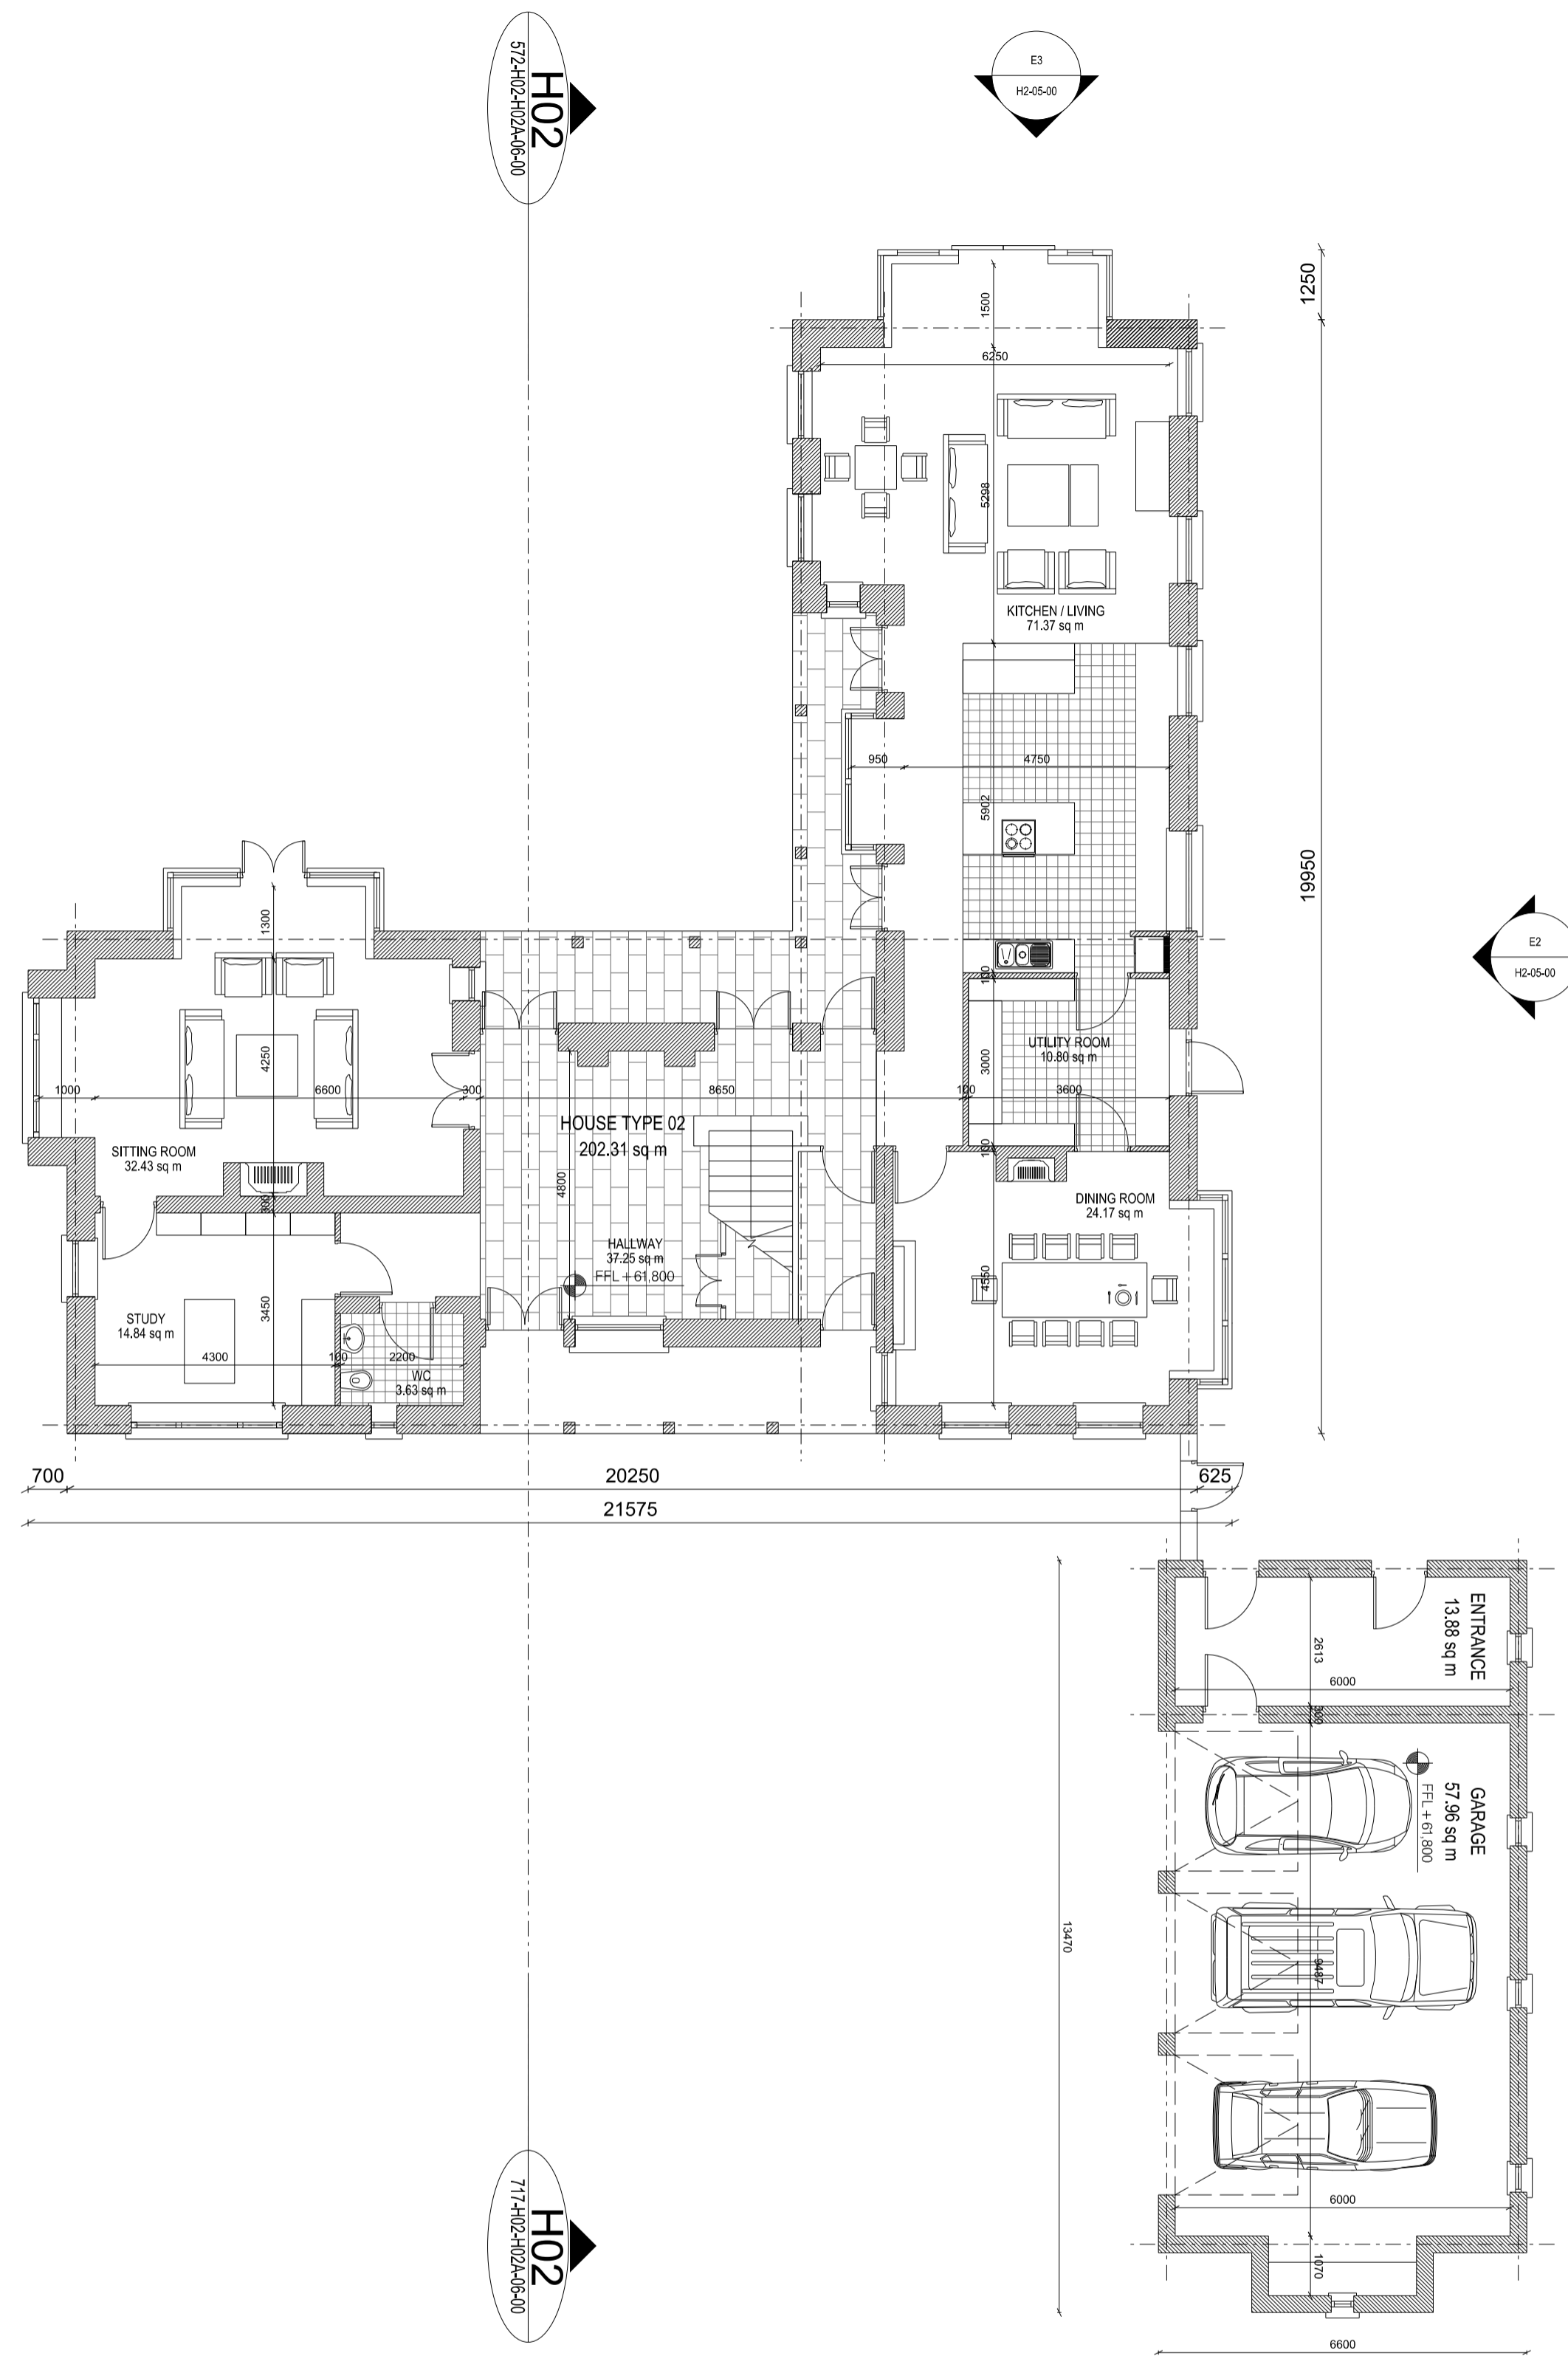 H02
572-H02-H02A-06-00
E3
H2-05-00
1250
1500
6250
5298
KITCHEN / LIVING
71.37 sq m
19950
950
4750
5902
E2
H2-05-00
1300
100
UTILITY ROOM
10.80 sq m
4250
3000
1000
6600
300
8650
100
3600
HOUSE TYPE 02
202.31 sq m
SITTING ROOM
32.43 sq m
100
4800
300
DINING ROOM
24.17 sq m
HALLWAY
37.25 sq m
FFL + 61,800
4550
STUDY
14.84 sq m
3450
4300
100
2200
WC
3.63 sq m
700
20250
625
21575
ENTRANCE
13.88 sq m
2613
6000
300
GARAGE
57.96 sq m
FFL + 61,800
13470
9487
6000
1070
6600
H02
717-H02-H02A-06-00